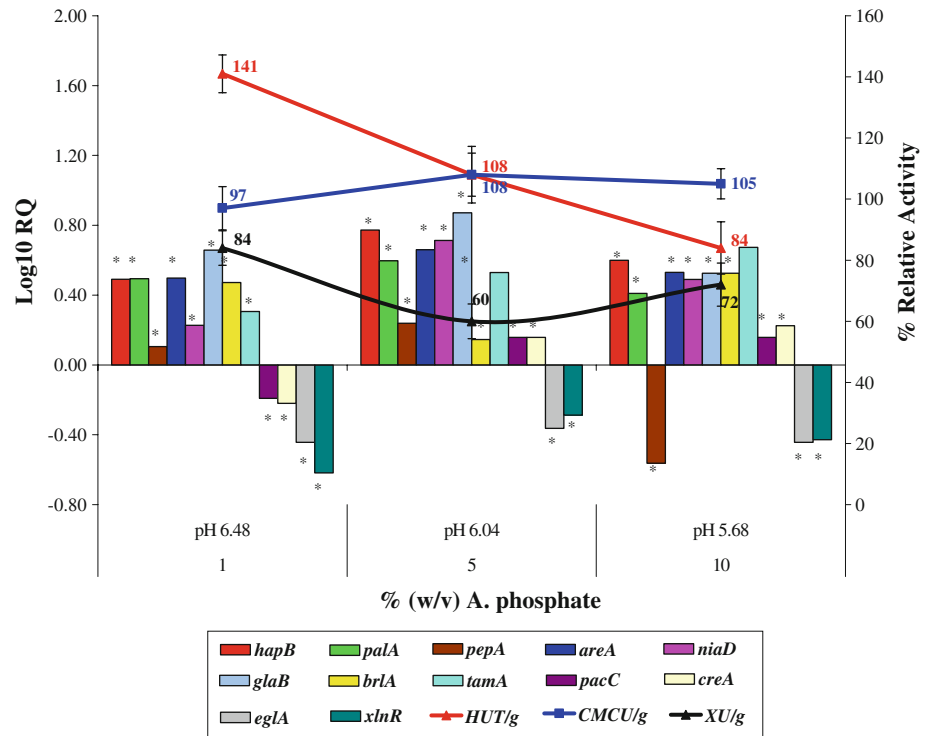 2.00
1.60
1.20
0.80
0.40
0.00
-0.40
-0.80
Log10 RQ
160
140
120
100
80
60
40
20
0
% Relative Activity
141
108
84
97
108
105
84
60
72
* * * * * * * * * * * * *
* * * * * * * * * * * *
* * * * * * * * * * *
pH 6.48
pH 6.04
pH 5.68
1
5
10
% (w/v) A. phosphate
hapB palA pepA areA niaD
glaB brlA tamA pacC creA
eglA xlnR HUT/g CMCU/g XU/g